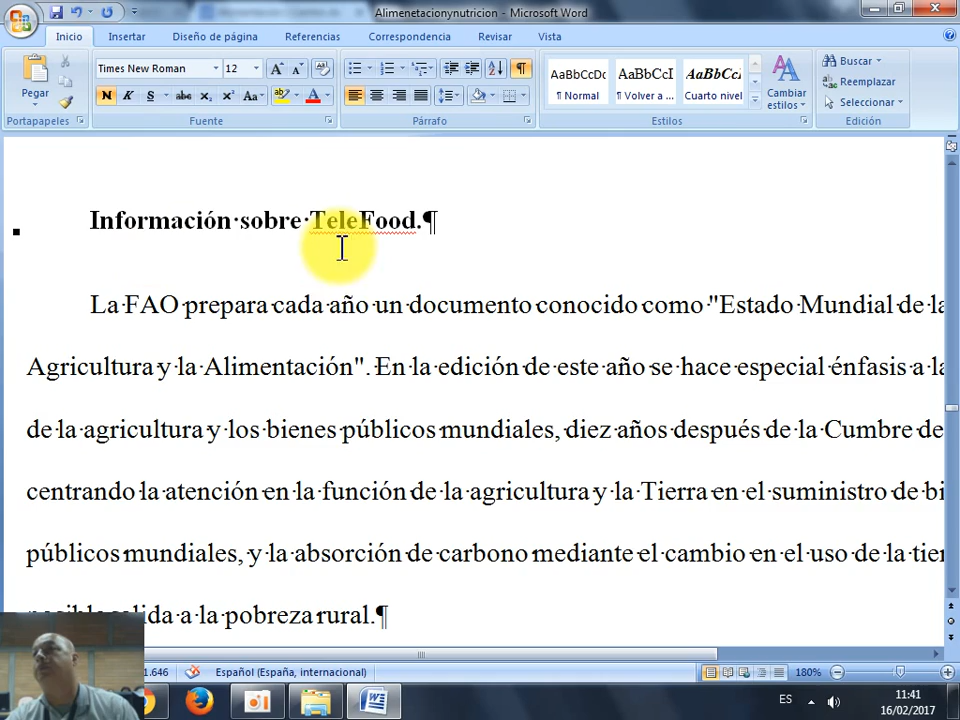 Alimenetacionynutricion - Microsoft Word
Inicio Insertar Diseño de página Referencias Correspondencia Revisar Vista
Pegar
Times New Roman 12
AaBbCcDc AaBbCcI AaBbCcl
¶ Normal ¶ Volver a ... Cuarto nivel
Cambiar estilos
Buscar
Reemplazar
Seleccionar
Portapapeles Fuente Párrafo Estilos Edición
Información·sobre·TeleFood.¶
La·FAO·prepara·cada·año·un·documento·conocido·como·"Estado·Mundial·de·la
Agricultura·y·la·Alimentación".·En·la·edición·de·este·año·se·hace·especial·énfasis·a·la
de·la·agricultura·y·los·bienes·públicos·mundiales,·diez·años·después·de·la·Cumbre·de
centrando·la·atención·en·la·función·de·la·agricultura·y·la·Tierra·en·el·suministro·de·bi
públicos·mundiales,·y·la·absorción·de·carbono·mediante·el·cambio·en·el·uso·de·la·tier
a·la·pobreza·rural.¶
1.646 Español (España, internacional) 180%
ES 11:41
16/02/2017